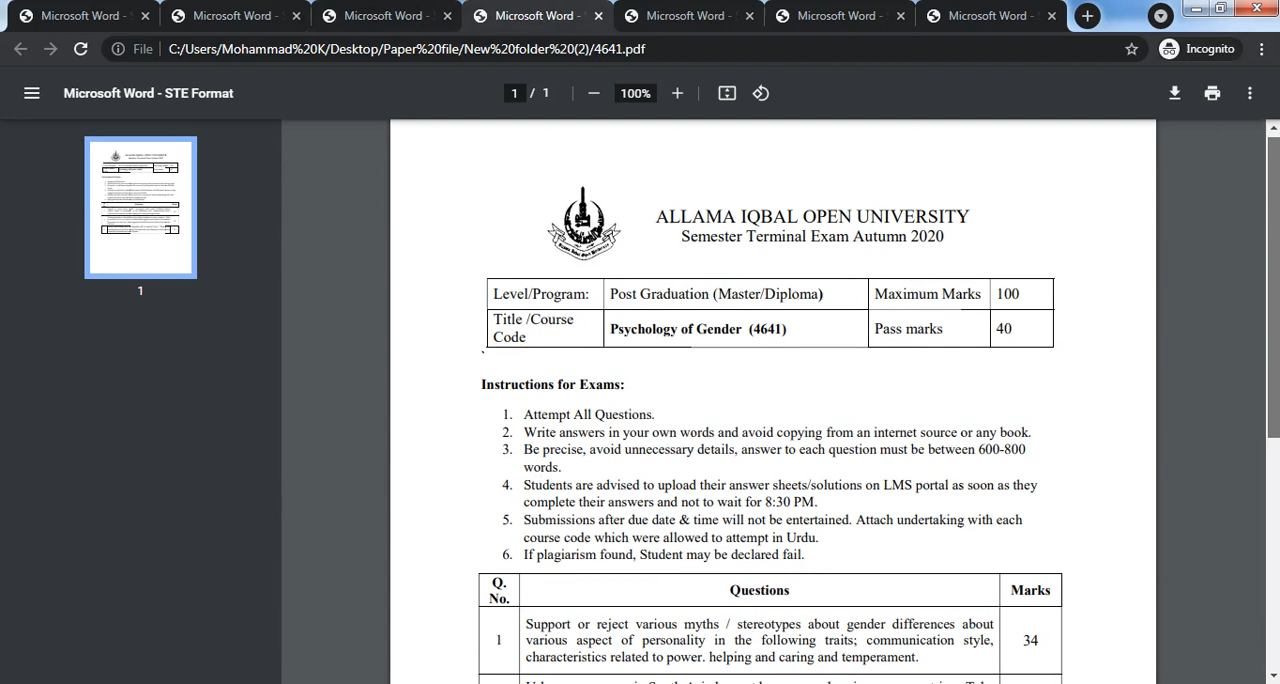 Microsoft Word -
Microsoft Word - S
Microsoft Word - S
Microsoft Word -
Microsoft Word - S
Microsoft Word - S
Microsoft Word - S
File C:/Users/Mohammad%20K/Desktop/Paper%20file/New%20folder%20(2)/4641.pdf Incognito
Microsoft Word - STE Format 1 / 1 100%
1
ALLAMA IQBAL OPEN UNIVERSITY
Semester Terminal Exam Autumn 2020
Level/Program: Post Graduation (Master/Diploma) Maximum Marks 100
Title /Course Code Psychology of Gender (4641) Pass marks 40
Instructions for Exams:
1. Attempt All Questions.
2. Write answers in your own words and avoid copying from an internet source or any book.
3. Be precise, avoid unnecessary details, answer to each question must be between 600-800
words.
4. Students are advised to upload their answer sheets/solutions on LMS portal as soon as they
complete their answers and not to wait for 8:30 PM.
5. Submissions after due date & time will not be entertained. Attach undertaking with each
course code which were allowed to attempt in Urdu.
6. If plagiarism found, Student may be declared fail.
Q. No. Questions Marks
1 Support or reject various myths / stereotypes about gender differences about
various aspect of personality in the following traits; communication style, 34
characteristics related to power. helping and caring and temperament.